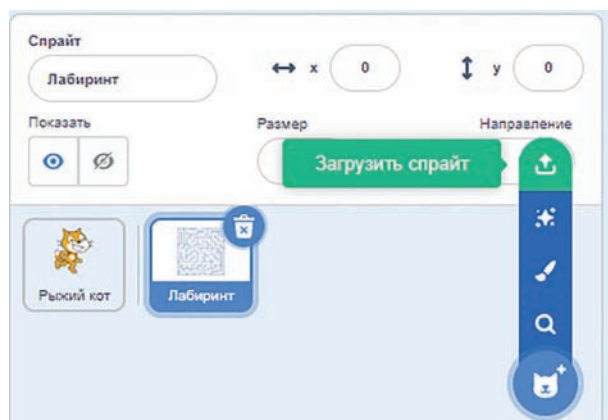 Спрайт
Лабиринт
x 0
y 0
Показать
Размер
Направление
Загрузить спрайт
Рыжий кот
Лабиринт